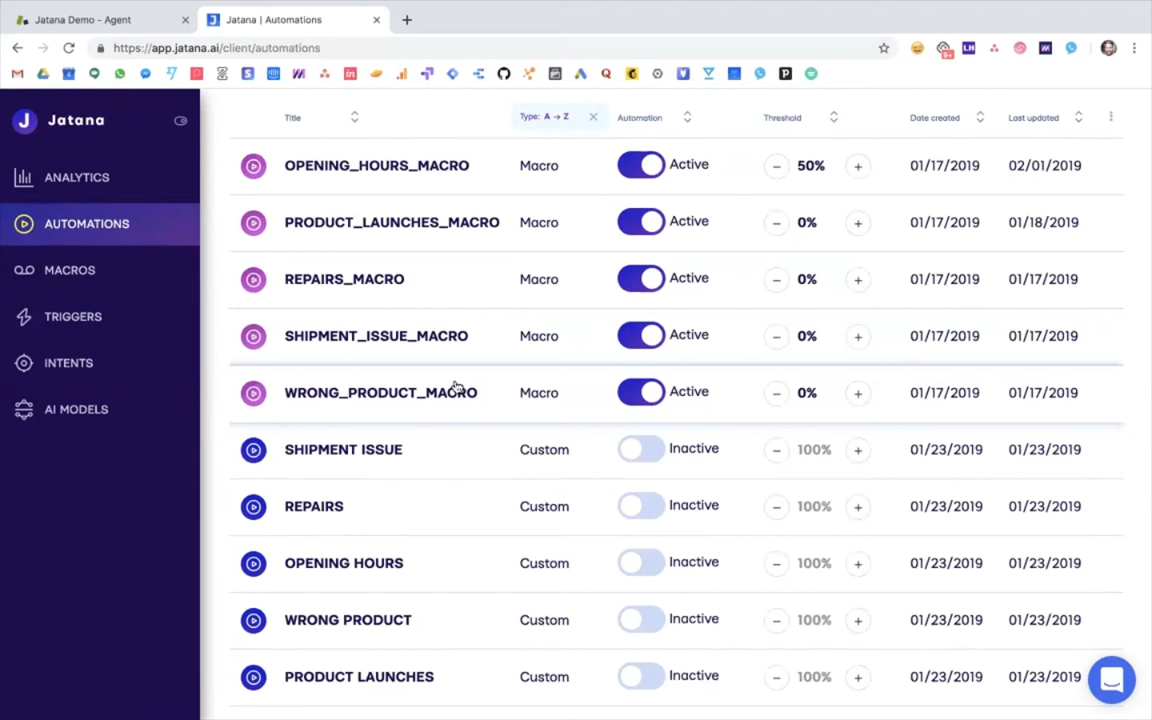 Jatana Demo - Agent
Jatana | Automations
https://app.jatana.ai/client/automations
9+
LH
Jatana
ANALYTICS
AUTOMATIONS
MACROS
TRIGGERS
INTENTS
AI MODELS
Title Type: A → Z Automation Threshold Date created Last updated
OPENING_HOURS_MACRO Macro Active − 50% + 01/17/2019 02/01/2019
PRODUCT_LAUNCHES_MACRO Macro Active − 0% + 01/17/2019 01/18/2019
REPAIRS_MACRO Macro Active − 0% + 01/17/2019 01/17/2019
SHIPMENT_ISSUE_MACRO Macro Active − 0% + 01/17/2019 01/17/2019
WRONG_PRODUCT_MACRO Macro Active − 0% + 01/17/2019 01/17/2019
SHIPMENT ISSUE Custom Inactive − 100% + 01/23/2019 01/23/2019
REPAIRS Custom Inactive − 100% + 01/23/2019 01/23/2019
OPENING HOURS Custom Inactive − 100% + 01/23/2019 01/23/2019
WRONG PRODUCT Custom Inactive − 100% + 01/23/2019 01/23/2019
PRODUCT LAUNCHES Custom Inactive − 100% + 01/23/2019 01/23/2019